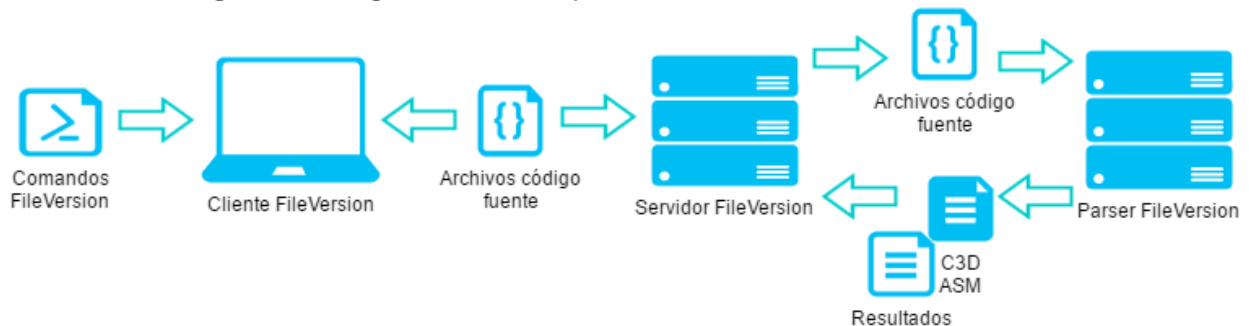 Comandos
FileVersion
Cliente FileVersion
Archivos código
fuente
Servidor FileVersion
Archivos código
fuente
Parser FileVersion
C3D
ASM
Resultados